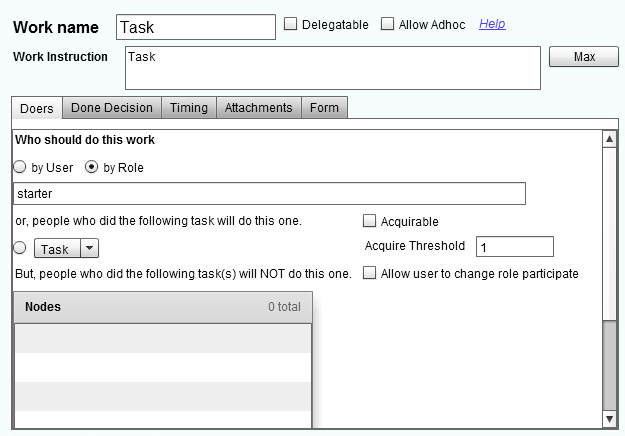 Work name Task Delegatable Allow Adhoc Help
Work Instruction Task Max
Doers Done Decision Timing Attachments Form
Who should do this work
by User by Role
starter
or, people who did the following task will do this one. Acquirable
Task Acquire Threshold 1
But, people who did the following task(s) will NOT do this one. Allow user to change role participate
Nodes 0 total